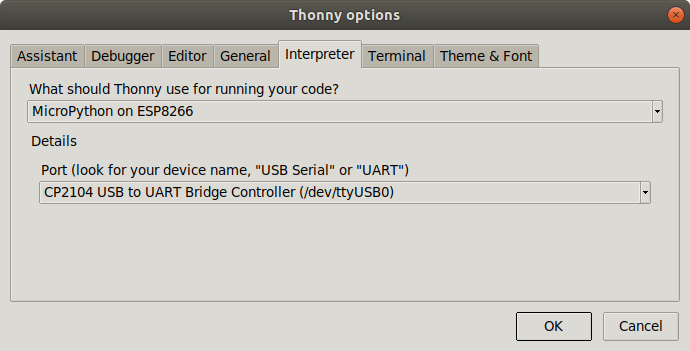 Thonny options
Assistant Debugger Editor General Interpreter Terminal Theme & Font
What should Thonny use for running your code?
MicroPython on ESP8266
Details
Port (look for your device name, "USB Serial" or "UART")
CP2104 USB to UART Bridge Controller (/dev/ttyUSB0)
OK Cancel